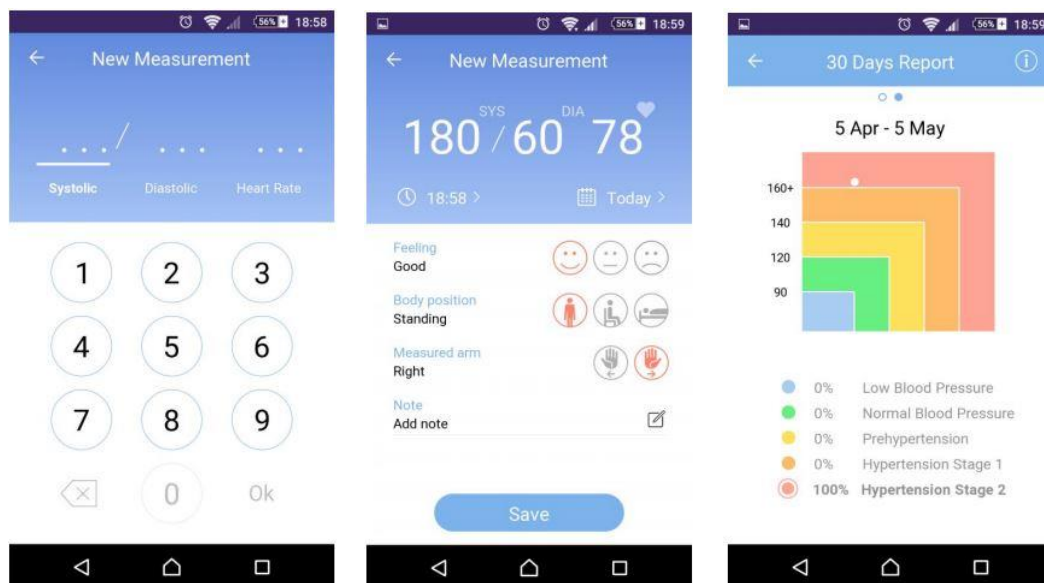 56% 18:58
New Measurement
. . . / . . . . . .
Systolic Diastolic Heart Rate
1 2 3
4 5 6
7 8 9
0 Ok
56% 18:59
New Measurement
SYS DIA
180 / 60 78
18:58 > Today >
Feeling
Good
Body position
Standing
Measured arm
Right
Note
Add note
Save
56% 18:59
30 Days Report i
5 Apr - 5 May
160+
140
120
90
0% Low Blood Pressure
0% Normal Blood Pressure
0% Prehypertension
0% Hypertension Stage 1
100% Hypertension Stage 2